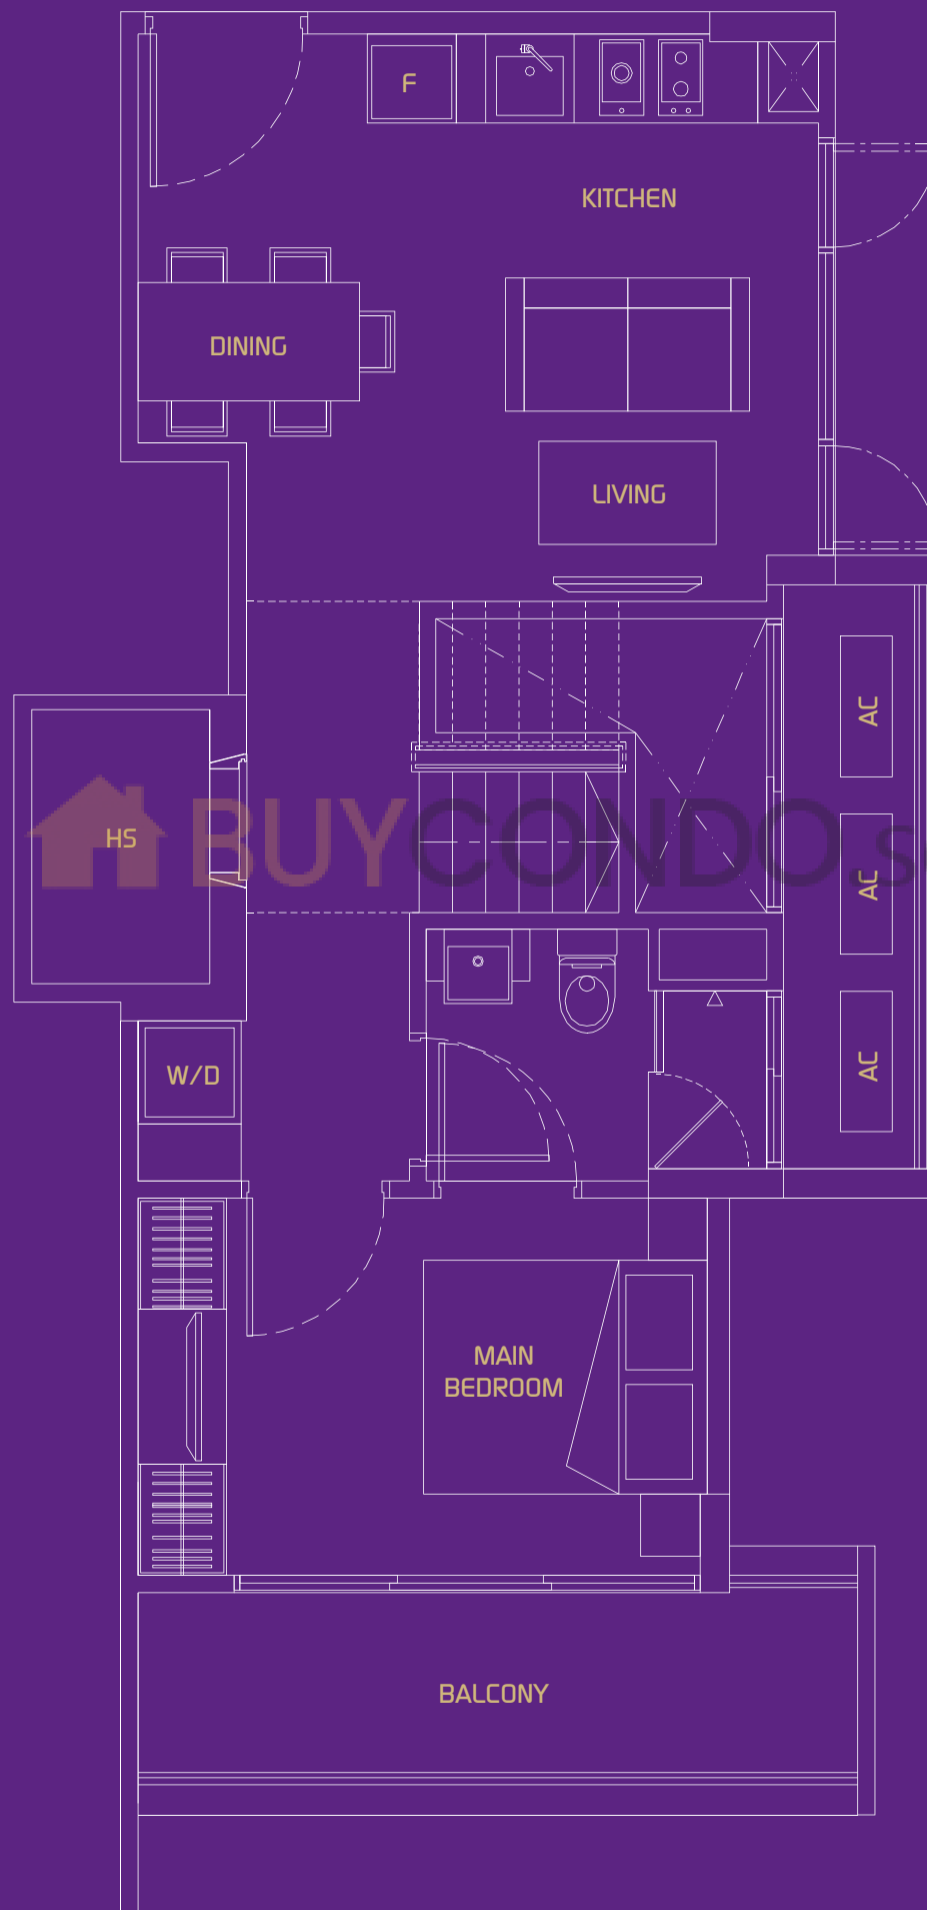 F
KITCHEN
DINING
LIVING
AC
HS
BUYCONDO.s
AC
W/D
AC
MAIN
BEDROOM
BALCONY